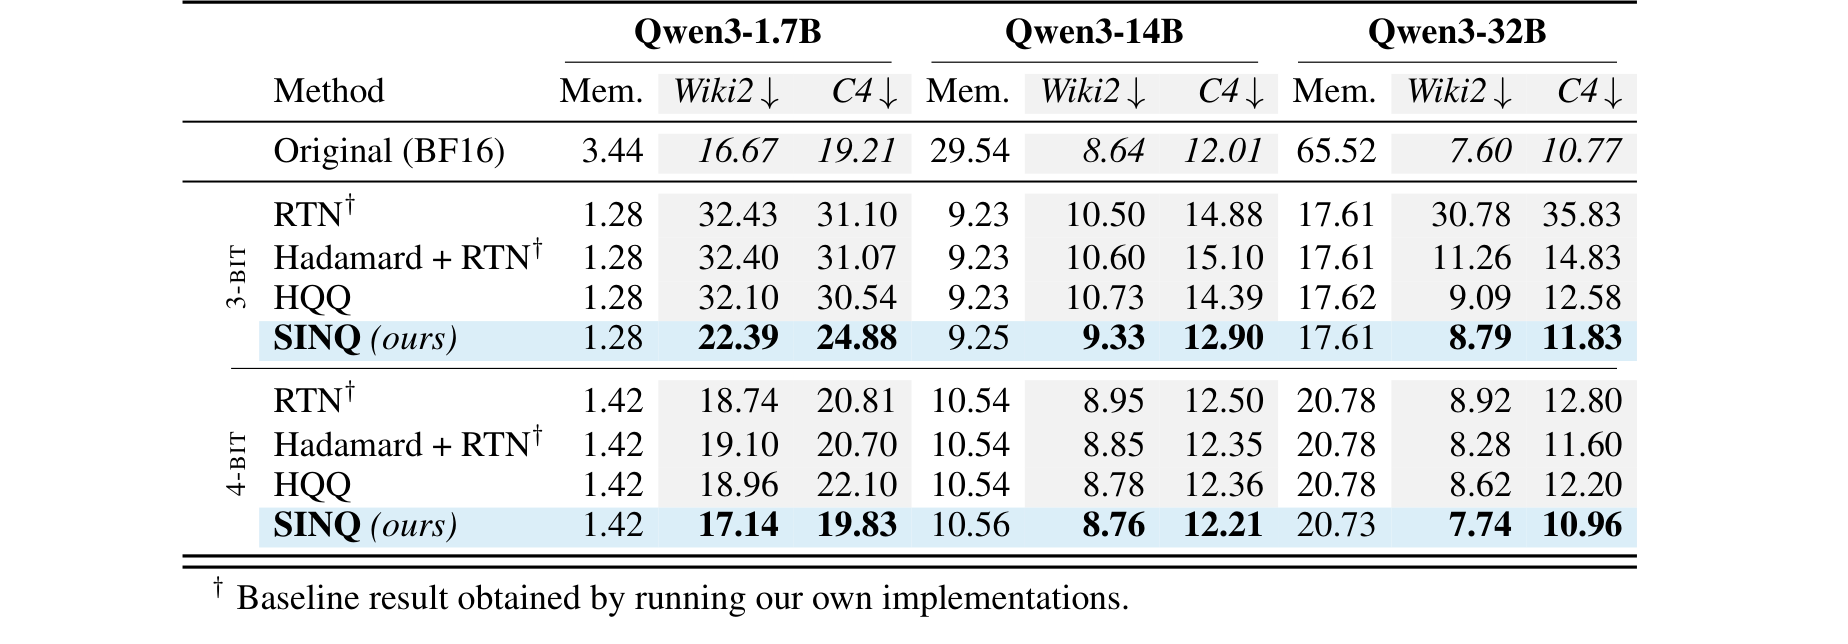 Qwen3-1.7B Qwen3-14B Qwen3-32B
Method Mem. Wiki2 ↓ C4 ↓ Mem. Wiki2 ↓ C4 ↓ Mem. Wiki2 ↓ C4 ↓
Original (BF16) 3.44 16.67 19.21 29.54 8.64 12.01 65.52 7.60 10.77
3-BIT
RTN† 1.28 32.43 31.10 9.23 10.50 14.88 17.61 30.78 35.83
Hadamard + RTN† 1.28 32.40 31.07 9.23 10.60 15.10 17.61 11.26 14.83
HQQ 1.28 32.10 30.54 9.23 10.73 14.39 17.62 9.09 12.58
SINQ (ours) 1.28 22.39 24.88 9.25 9.33 12.90 17.61 8.79 11.83
4-BIT
RTN† 1.42 18.74 20.81 10.54 8.95 12.50 20.78 8.92 12.80
Hadamard + RTN† 1.42 19.10 20.70 10.54 8.85 12.35 20.78 8.28 11.60
HQQ 1.42 18.96 22.10 10.54 8.78 12.36 20.78 8.62 12.20
SINQ (ours) 1.42 17.14 19.83 10.56 8.76 12.21 20.73 7.74 10.96
† Baseline result obtained by running our own implementations.